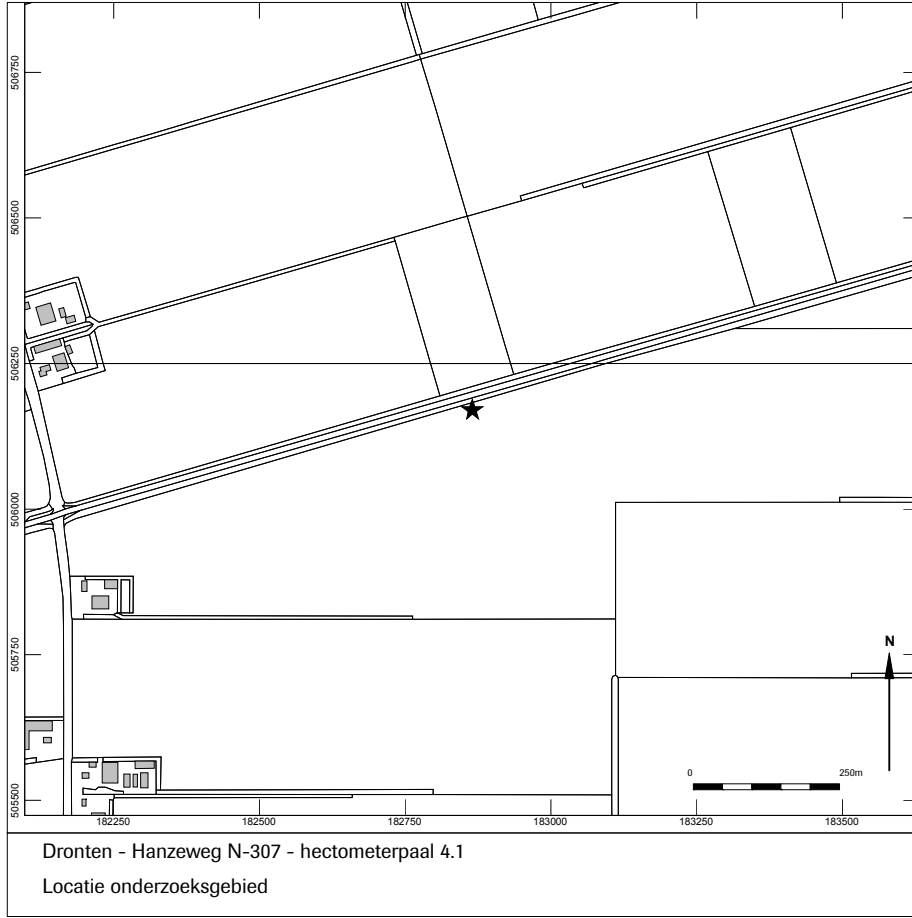 506750
506500
506250
506000
505750
505500
N
0 250m
182250 182500 182750 183000 183250 183500
Dronten - Hanzeweg N-307 - hectometerpaal 4.1
Locatie onderzoeksgebied